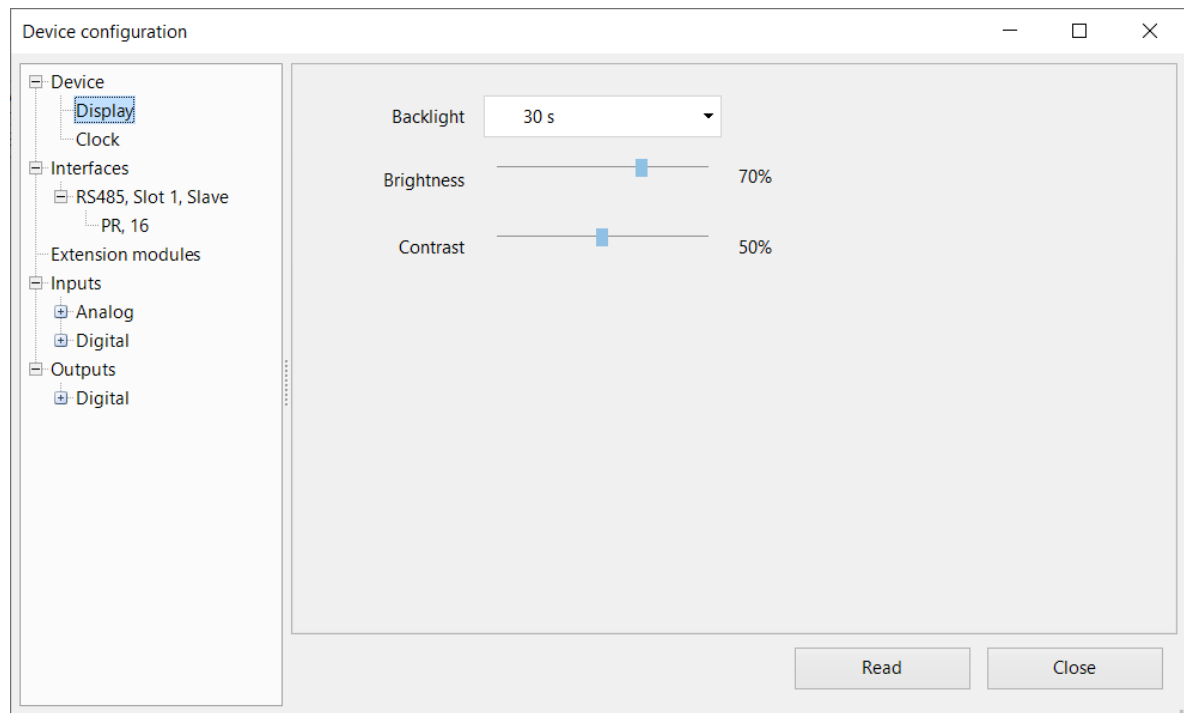 Device configuration
Device
Display
Clock
Interfaces
RS485, Slot 1, Slave
PR, 16
Extension modules
Inputs
Analog
Digital
Outputs
Digital
Backlight 30 s
Brightness 70%
Contrast 50%
Read Close